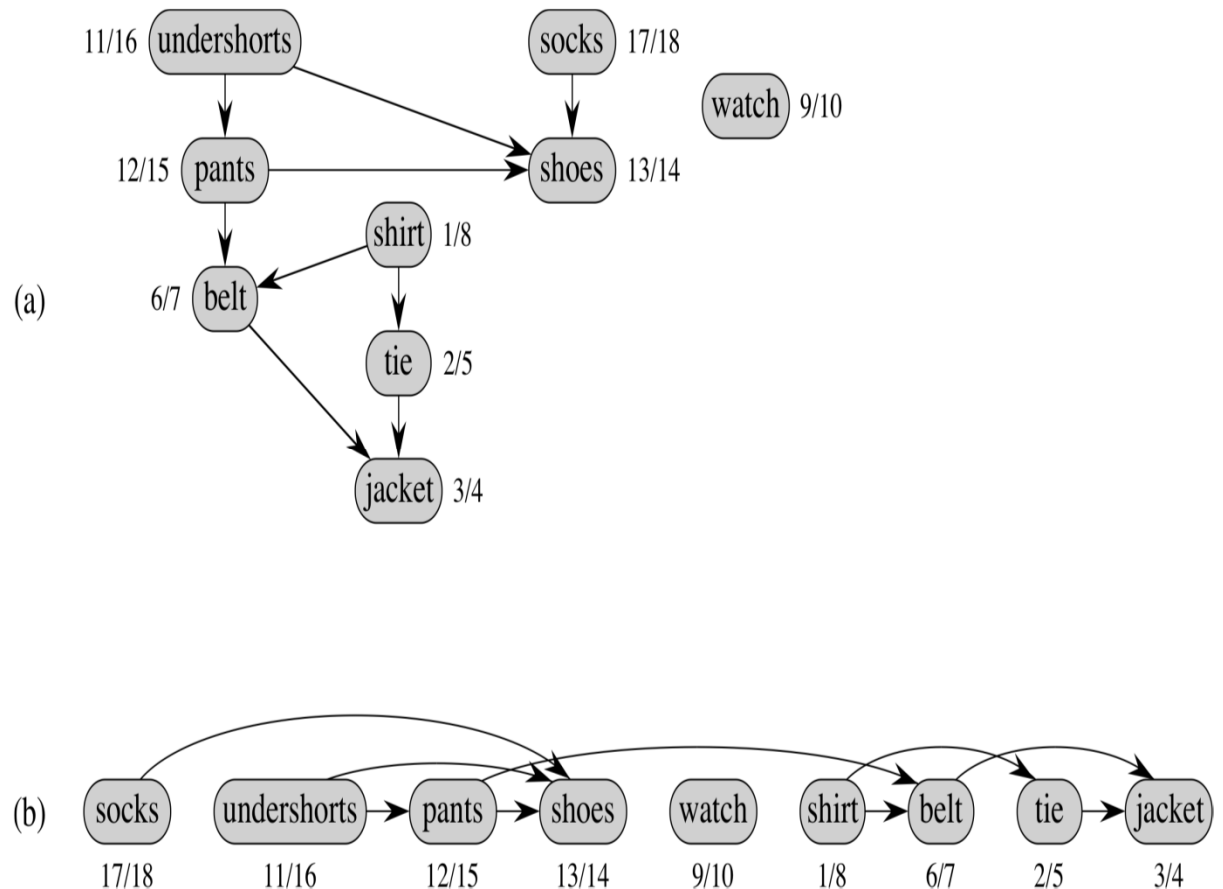 11/16 undershorts socks 17/18
watch 9/10
12/15 pants shoes 13/14
shirt 1/8
(a) 6/7 belt
tie 2/5
jacket 3/4
(b) socks undershorts pants shoes watch shirt belt tie jacket
17/18 11/16 12/15 13/14 9/10 1/8 6/7 2/5 3/4